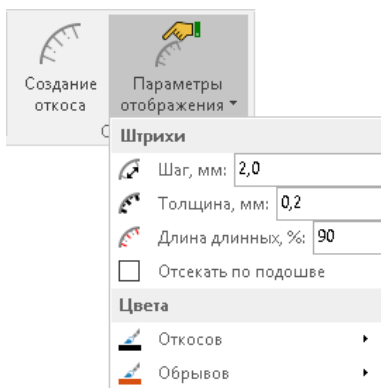 Создание
откоса
Параметры
отображения
Штрихи
Шаг, мм: 2,0
Толщина, мм: 0,2
Длина длинных, %: 90
Отсекать по подошве
Цвета
Откосов
Обрывов